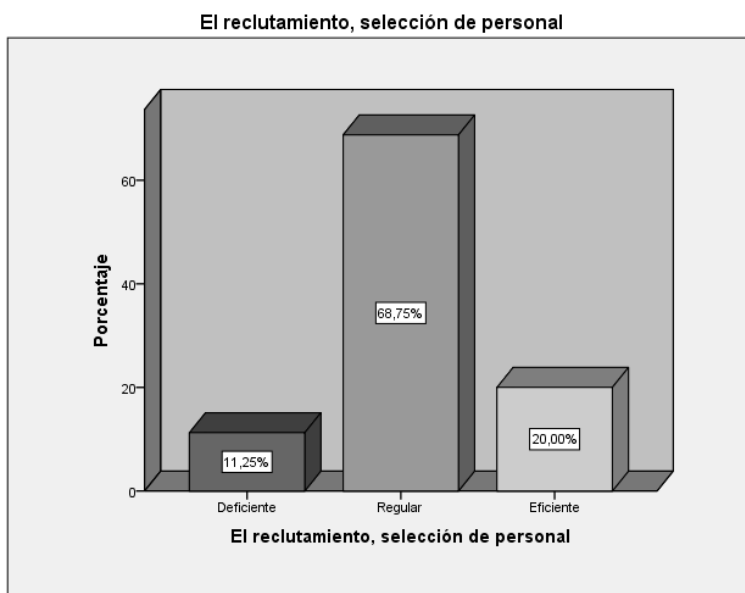 El reclutamiento, selección de personal
Porcentaje
60
40
20
0
68,75%
11,25%
20,00%
Deficiente
Regular
Eficiente
El reclutamiento, selección de personal